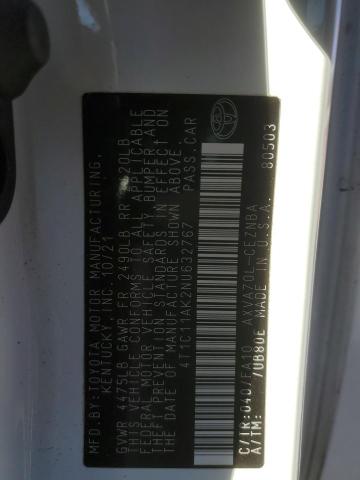 MFD. BY: TOYOTA MOTOR MANUFACTURING,
KENTUCKY, INC. 10/21
GVWR 4475LB GAWR FR 2490LB RR 2520LB
THIS VEHICLE CONFORMS TO ALL APPLICABLE
FEDERAL MOTOR VEHICLE SAFETY, BUMPER, AND
THEFT PREVENTION STANDARDS IN EFFECT ON
THE DATE OF MANUFACTURE SHOWN ABOVE.
4T1C11AK2NU632767 PASS. CAR
C/TR:040/FA10 AXVA70L-CEZNBA
A/TM: /UB80E MADE IN U.S.A.
80503
TOYOTA